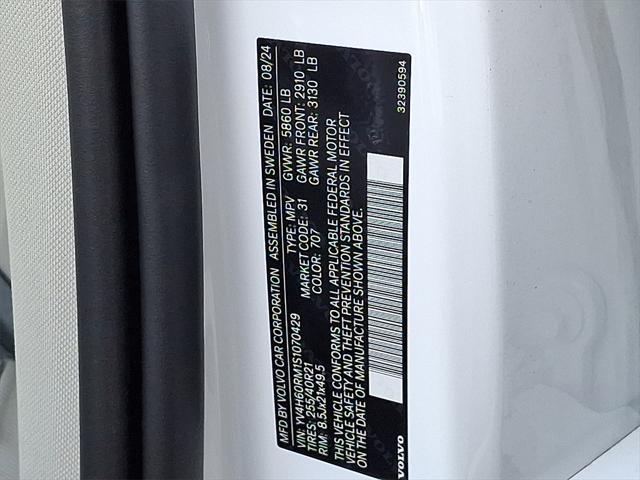 MFD BY VOLVO CAR CORPORATION ASSEMBLED IN SWEDEN DATE: 08/24
VIN: YV4H60RM1S1070429 TYPE: MPV GVWR: 5860 LB
TIRES: 255/40R21 MARKET CODE: 31 GAWR FRONT: 2910 LB
RIM: 8.5Jx21x49.5 COLOR: 707 GAWR REAR: 3130 LB
THIS VEHICLE CONFORMS TO ALL APPLICABLE FEDERAL MOTOR
VEHICLE SAFETY AND THEFT PREVENTION STANDARDS IN EFFECT
ON THE DATE OF MANUFACTURE SHOWN ABOVE.
VOLVO 32390594